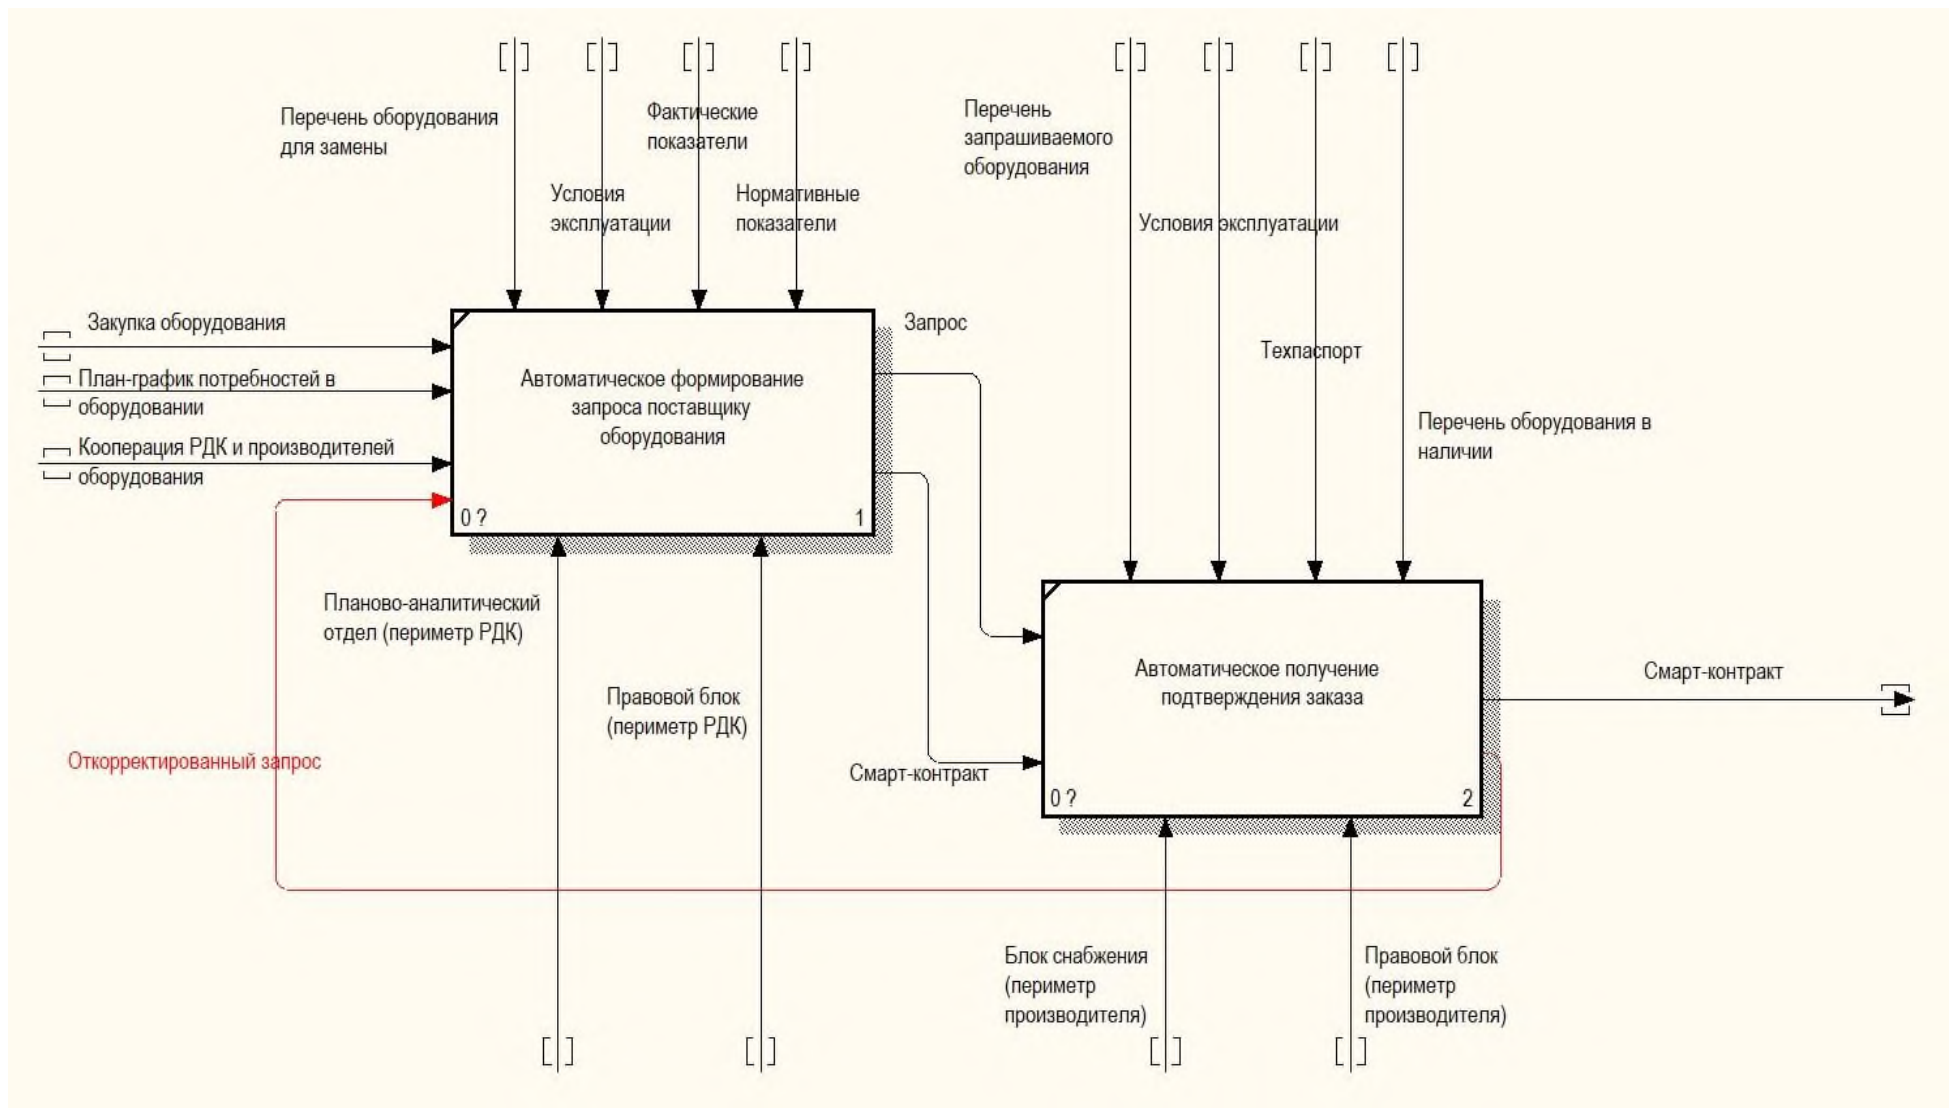 Перечень оборудования
для замены
Фактические
показатели
Условия
эксплуатации
Нормативные
показатели
Перечень
запрашиваемого
оборудования
Условия эксплуатации
Техпаспорт
Перечень оборудования в
наличии
Закупка оборудования
План-график потребностей в
оборудовании
Кооперация РДК и производителей
оборудования
Автоматическое формирование
запроса поставщику
оборудования
0 ?
1
Запрос
Планово-аналитический
отдел (периметр РДК)
Правовой блок
(периметр РДК)
Откорректированный запрос
Смарт-контракт
Автоматическое получение
подтверждения заказа
0 ?
2
Смарт-контракт
Блок снабжения
(периметр
производителя)
Правовой блок
(периметр
производителя)